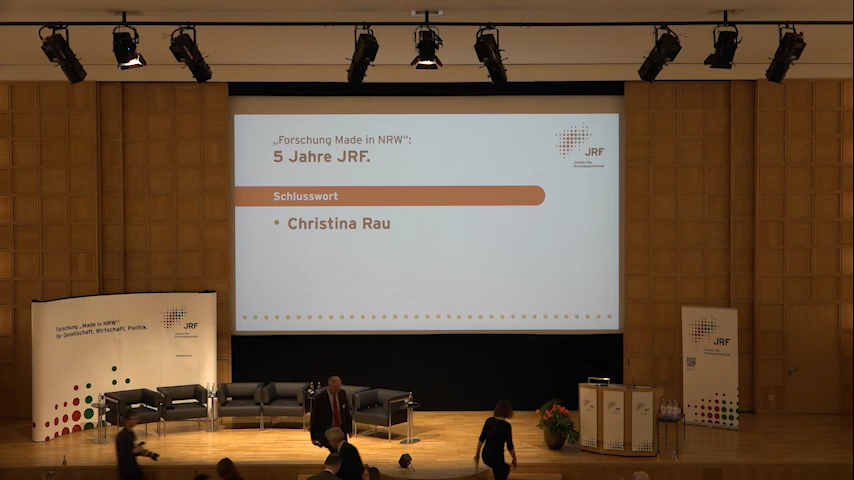 „Forschung Made in NRW“:
5 Jahre JRF.
JRF
Schlusswort
• Christina Rau
Forschung „Made in NRW“
für Gesellschaft, Wirtschaft, Politik.
JRF
JRF